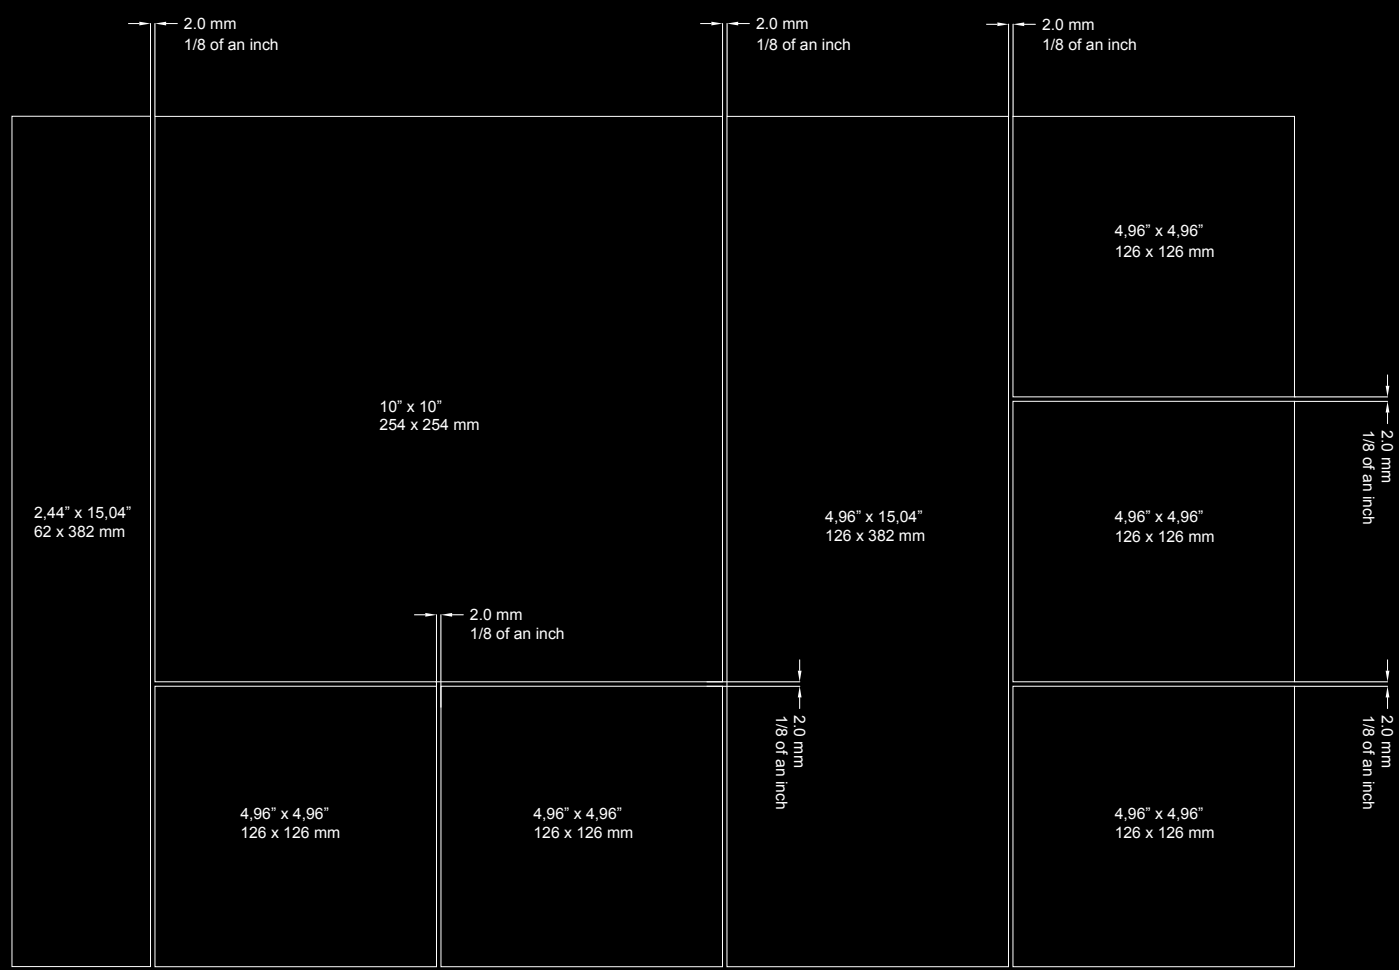 2.0 mm
1/8 of an inch
2.0 mm
1/8 of an inch
2.0 mm
1/8 of an inch
4,96” x 4,96”
126 x 126 mm
10” x 10”
254 x 254 mm
2.0 mm
1/8 of an inch
2,44” x 15,04”
62 x 382 mm
4,96” x 15,04”
126 x 382 mm
4,96” x 4,96”
126 x 126 mm
2.0 mm
1/8 of an inch
2.0 mm
1/8 of an inch
2.0 mm
1/8 of an inch
4,96” x 4,96”
126 x 126 mm
4,96” x 4,96”
126 x 126 mm
4,96” x 4,96”
126 x 126 mm